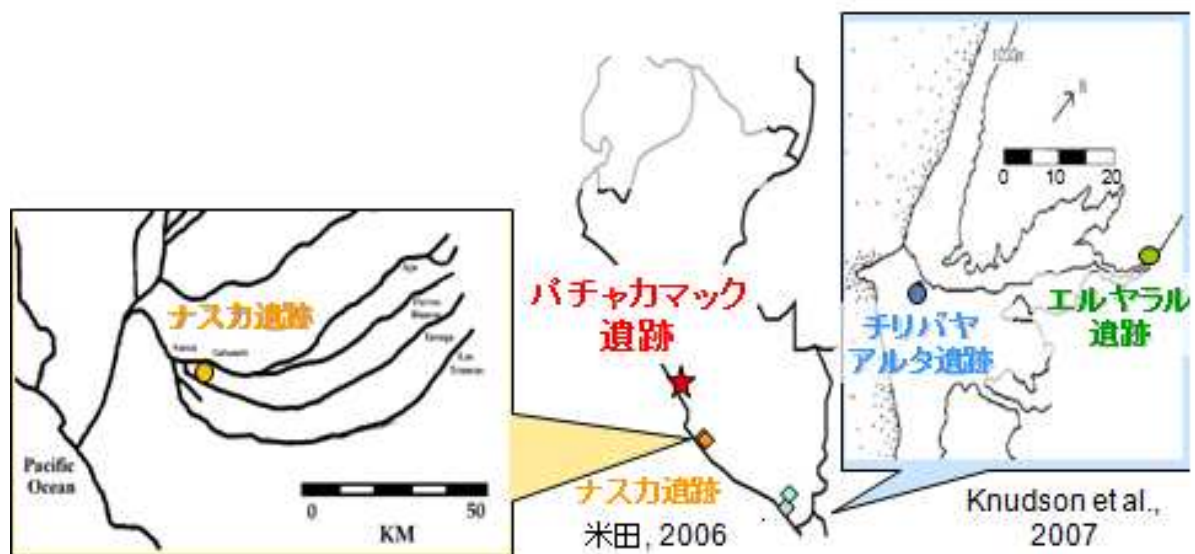 ナスカ遺跡
Pacific
Ocean
0
50
KM
パチャカマック
遺跡
ナスカ遺跡
米田, 2006
0
10
20
チリバヤ
アルタ遺跡
エルヤラル
遺跡
Knudson et al.,
2007